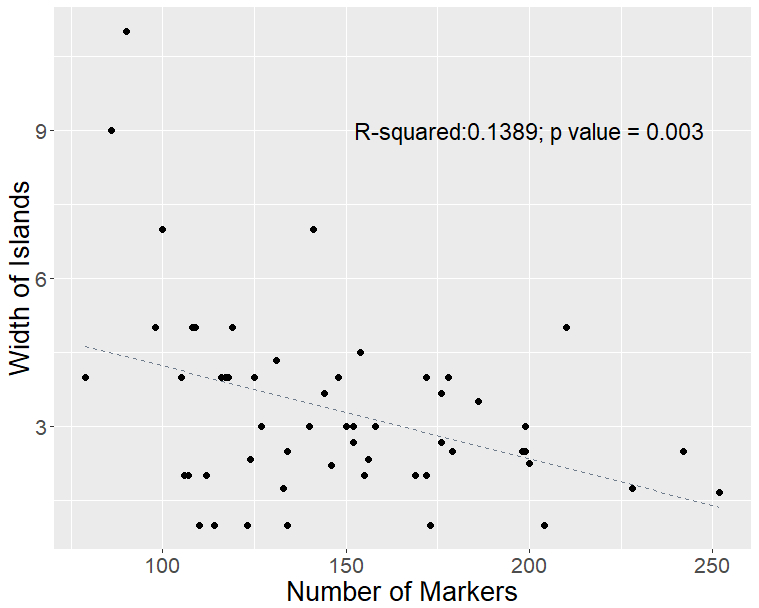 R-squared:0.1389; p value = 0.003
9
6
3
Width of Islands
100 150 200 250
Number of Markers